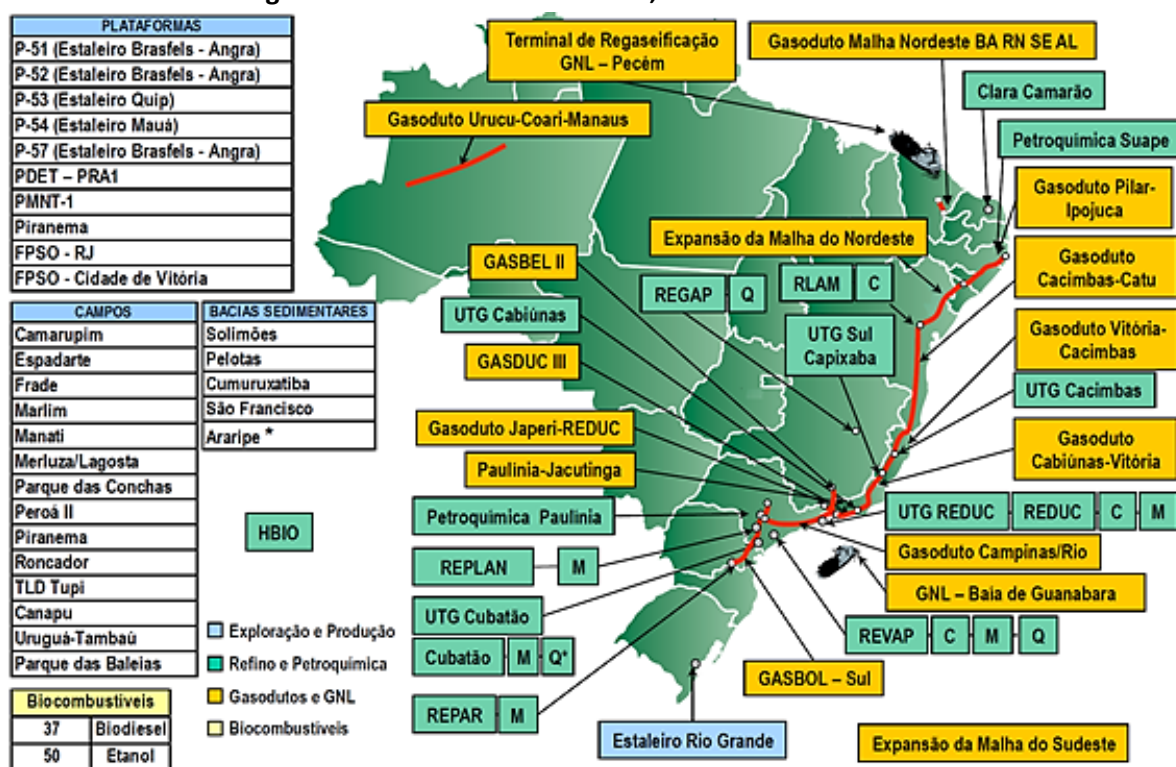 PLATAFORMAS
P-51 (Estaleiro Brasfels - Angra)
P-52 (Estaleiro Brasfels - Angra)
P-53 (Estaleiro Quip)
P-54 (Estaleiro Mauá)
P-57 (Estaleiro Brasfels - Angra)
PDET – PRA1
PMNT-1
Piranema
FPSO - RJ
FPSO - Cidade de Vitória
CAMPOS
Camarupim
Espadarte
Frade
Marlim
Manati
Merluza/Lagosta
Parque das Conchas
Peroá II
Piranema
Roncador
TLD Tupi
Canapu
Uruguá-Tambaú
Parque das Baleias
BACIAS SEDIMENTARES
Solimões
Pelotas
Cumuruxatiba
São Francisco
Araripe *
HBIO
Biocombustíveis
37 Biodiesel
50 Etanol
Exploração e Produção
Refino e Petroquímica
Gasodutos e GNL
Biocombustíveis
Terminal de Regaseificação
GNL – Pecém
Gasoduto Malha Nordeste BA RN SE AL
Clara Camarão
Gasoduto Urucu-Coari-Manaus
Petroquímica Suape
Gasoduto Pilar-
Ipojuca
Expansão da Malha do Nordeste
GASBEL II
Gasoduto
Cacimbas-Catu
REGAP Q
RLAM C
UTG Cabiúnas
UTG Sul
Capixaba
Gasoduto Vitória-
Cacimbas
GASDUC III
UTG Cacimbas
Gasoduto Japeri-REDUC
Gasoduto
Cabiúnas-Vitória
Paulínia-Jacutinga
Petroquímica Paulínia
UTG REDUC REDUC C M
Gasoduto Campinas/Rio
REPLAN M
GNL – Baía de Guanabara
UTG Cubatão
REVAP C M Q
Cubatão M Q*
GASBOL – Sul
REPAR M
Estaleiro Rio Grande
Expansão da Malha do Sudeste